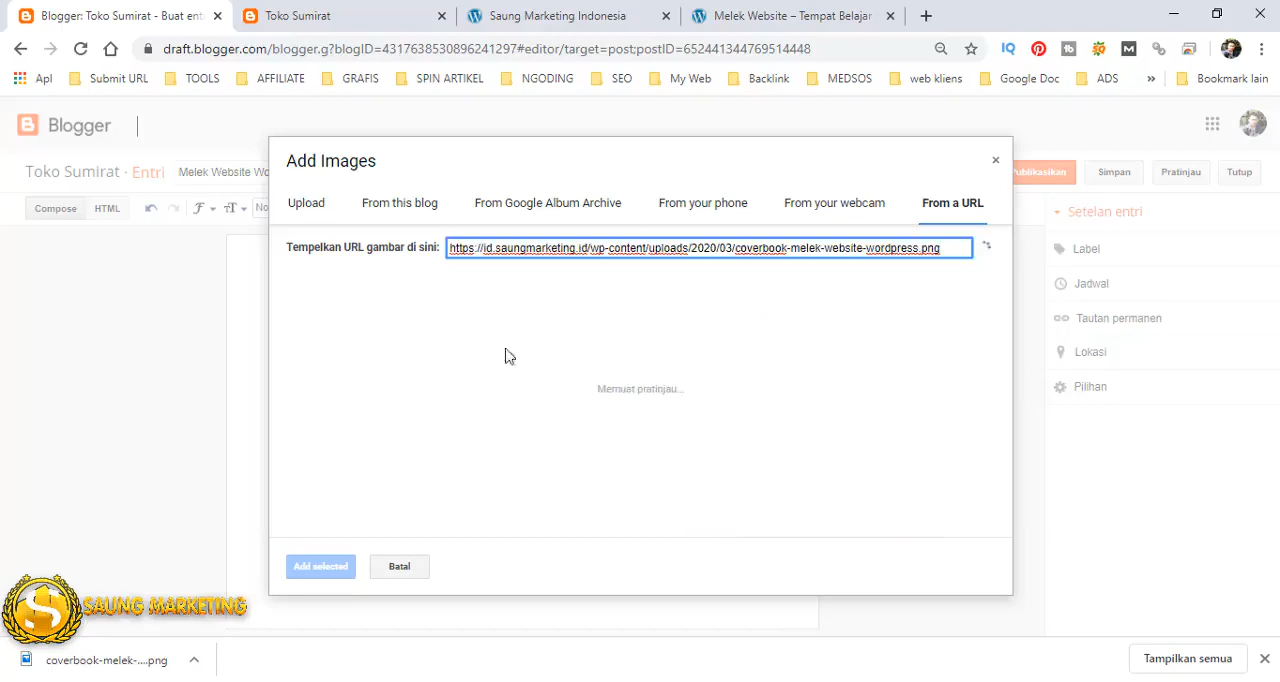 Blogger: Toko Sumirat - Buat entr
Toko Sumirat
Saung Marketing Indonesia
Melek Website – Tempat Belajar
draft.blogger.com/blogger.g?blogID=4317638530896241297#editor/target=post;postID=6524413447695144​48
Apl
Submit URL
TOOLS
AFFILIATE
GRAFIS
SPIN ARTIKEL
NGODING
SEO
My Web
Backlink
MEDSOS
web kliens
Google Doc
ADS
Bookmark lain
Blogger
Toko Sumirat · Entri
Melek Website Wo
Publikasikan
Simpan
Pratinjau
Tutup
Compose
HTML
No
Add Images
Upload
From this blog
From Google Album Archive
From your phone
From your webcam
From a URL
Tempelkan URL gambar di sini:
https://id.saungmarketing.id/wp-content/uploads/2020/03/coverbook-melek-website-wordpress.png
Memuat pratinjau...
Add selected
Batal
Setelan entri
Label
Jadwal
Tautan permanen
Lokasi
Pilihan
SAUNG MARKETING
coverbook-melek-....png
Tampilkan semua